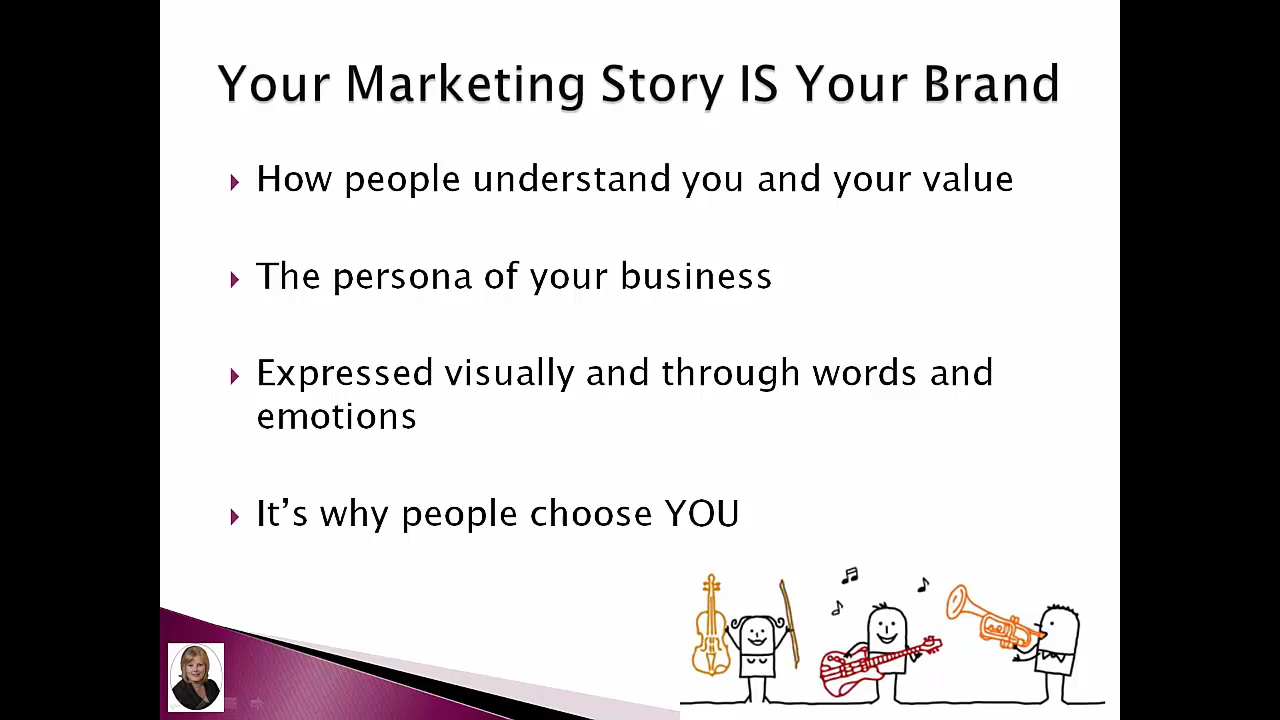 Your Marketing Story IS Your Brand
How people understand you and your value
The persona of your business
Expressed visually and through words and
emotions
It’s why people choose YOU